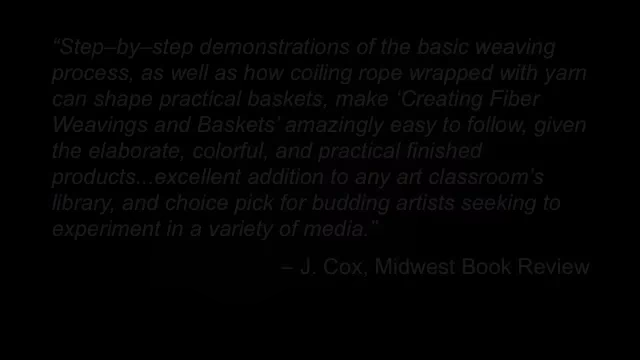 “Step–by–step demonstrations of the basic weaving
process, as well as how coiling rope wrapped with yarn
can shape practical baskets, make ‘Creating Fiber
Weavings and Baskets’ amazingly easy to follow, given
the elaborate, colorful, and practical finished
products...excellent addition to any art classroom’s
library, and choice pick for budding artists seeking to
experiment in a variety of media.”
– J. Cox, Midwest Book Review